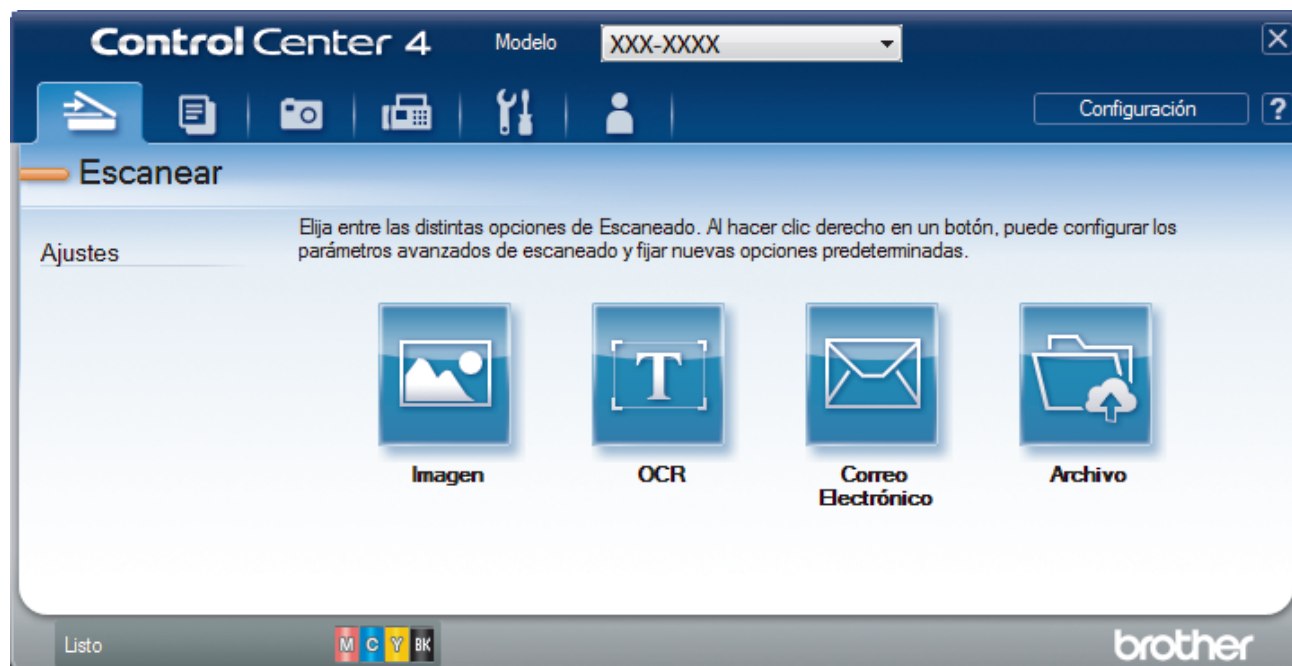 ControlCenter 4
Modelo
XXX-XXXX
Configuración
?
Escanear
Ajustes
Elija entre las distintas opciones de Escaneado. Al hacer clic derecho en un botón, puede configurar los
parámetros avanzados de escaneado y fijar nuevas opciones predeterminadas.
T
Imagen
OCR
Correo
Electrónico
Archivo
Listo
M C Y BK
brother